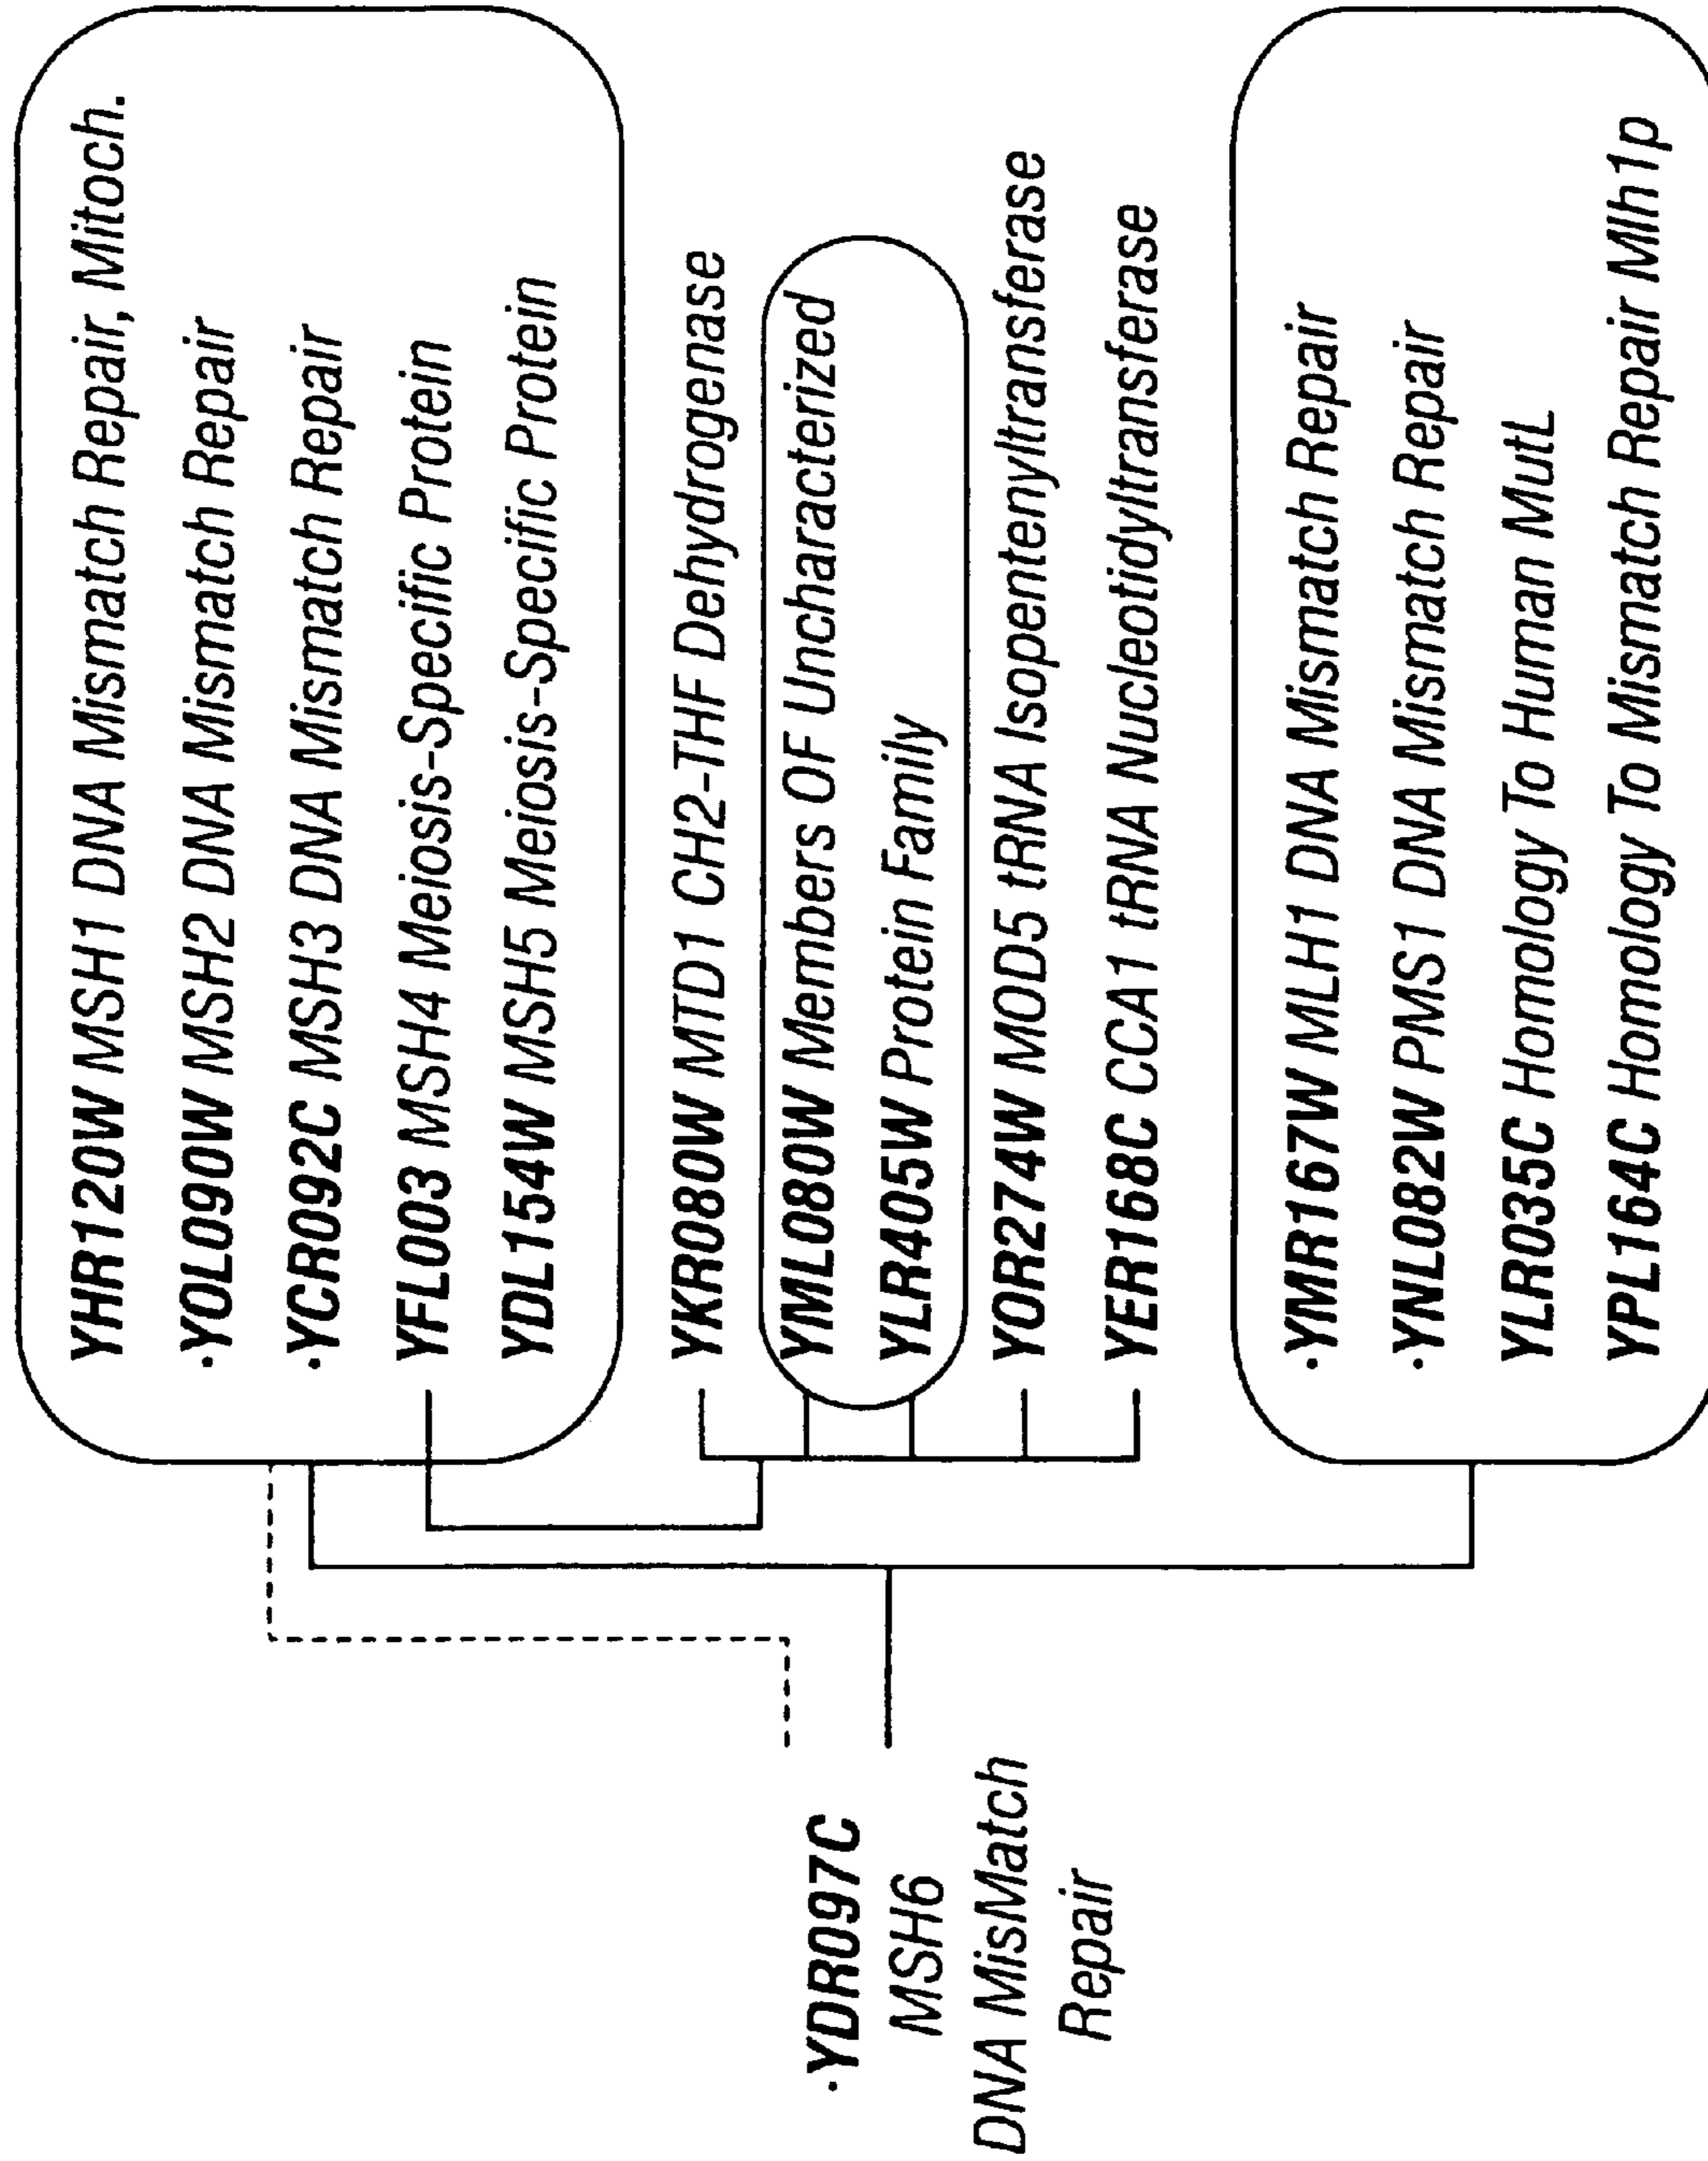 ·YDR097C
MSH6
DNA MisMatch
Repair
YHR120W MSH1 DNA Mismatch Repair, Mitoch.
·YOL090W MSH2 DNA Mismatch Repair
·YCR092C MSH3 DNA Mismatch Repair
YFL003 MSH4 Meiosis-Specific Protein
YDL154W MSH5 Meiosis-Specific Protein
YKR080W MTD1 CH2-THF Dehydrogenase
YML080W Members OF Uncharacterized
YLR405W Protein Family
YOR274W MOD5 tRNA Isopentenyltransferase
YER168C CCA1 tRNA Nucleotidyltransferase
·YMR167W MLH1 DNA Mismatch Repair
·YNL082W PMS1 DNA Mismatch Repair
YLR035C Homology To Human MutL
YPL164C Homology To Mismatch Repair Mlh1p